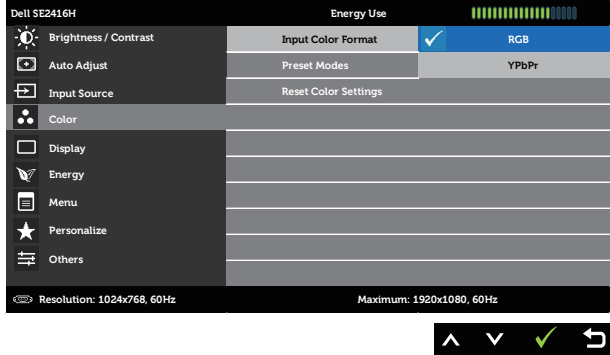 Dell SE2416H Energy Use
Brightness / Contrast Input Color Format RGB
Auto Adjust Preset Modes YPbPr
Input Source Reset Color Settings
Color
Display
Energy
Menu
Personalize
Others
Resolution: 1024x768, 60Hz Maximum: 1920x1080, 60Hz